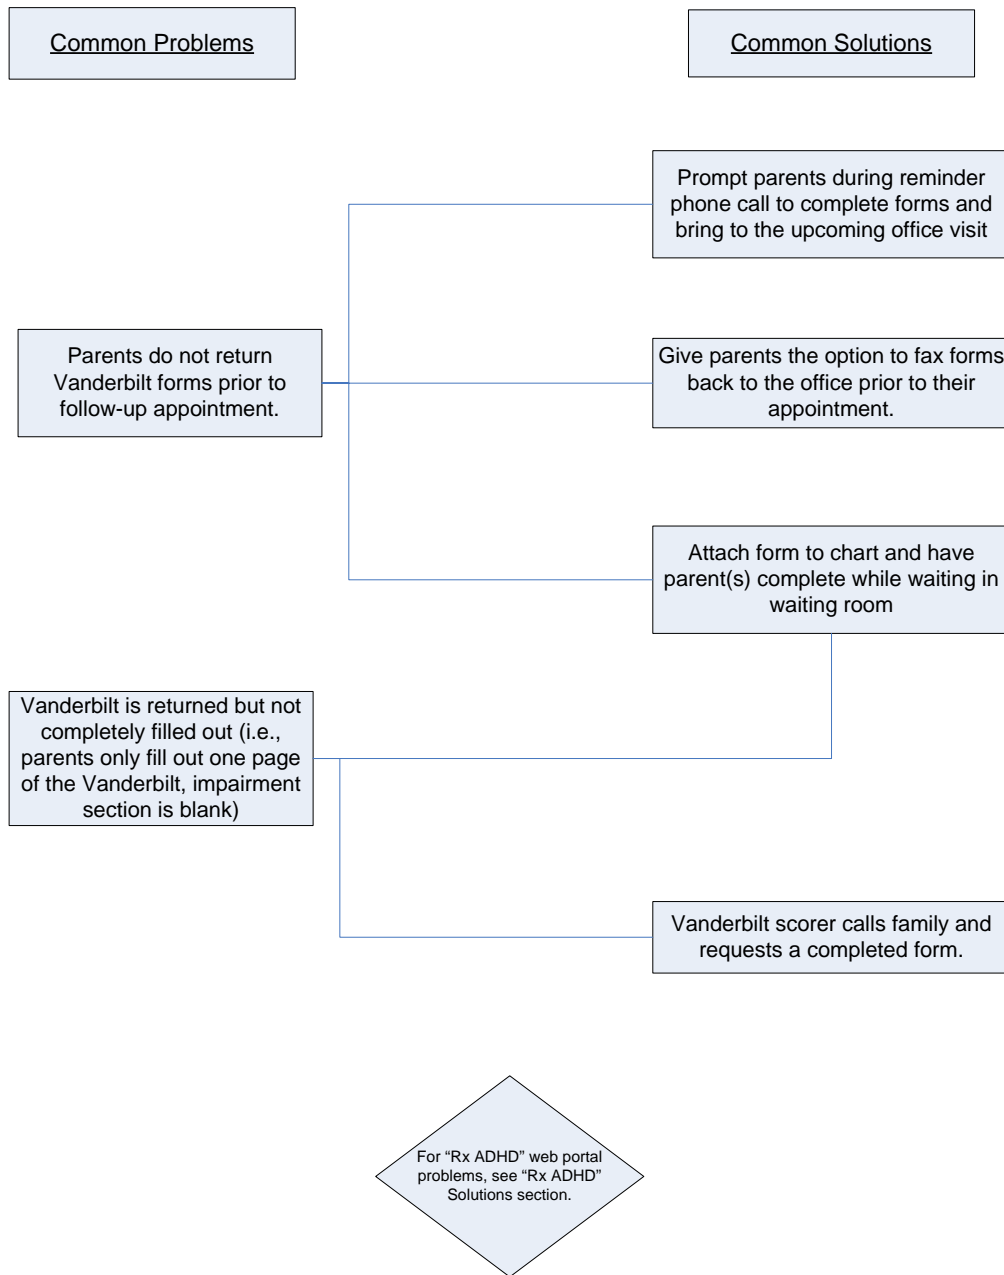 Common Problems
Common Solutions
Prompt parents during reminder
phone call to complete forms and
bring to the upcoming office visit
Parents do not return
Vanderbilt forms prior to
follow-up appointment.
Give parents the option to fax forms
back to the office prior to their
appointment.
Attach form to chart and have
parent(s) complete while waiting in
waiting room
Vanderbilt is returned but not
completely filled out (i.e.,
parents only fill out one page
of the Vanderbilt, impairment
section is blank)
Vanderbilt scorer calls family and
requests a completed form.
For “Rx ADHD” web portal
problems, see “Rx ADHD”
Solutions section.